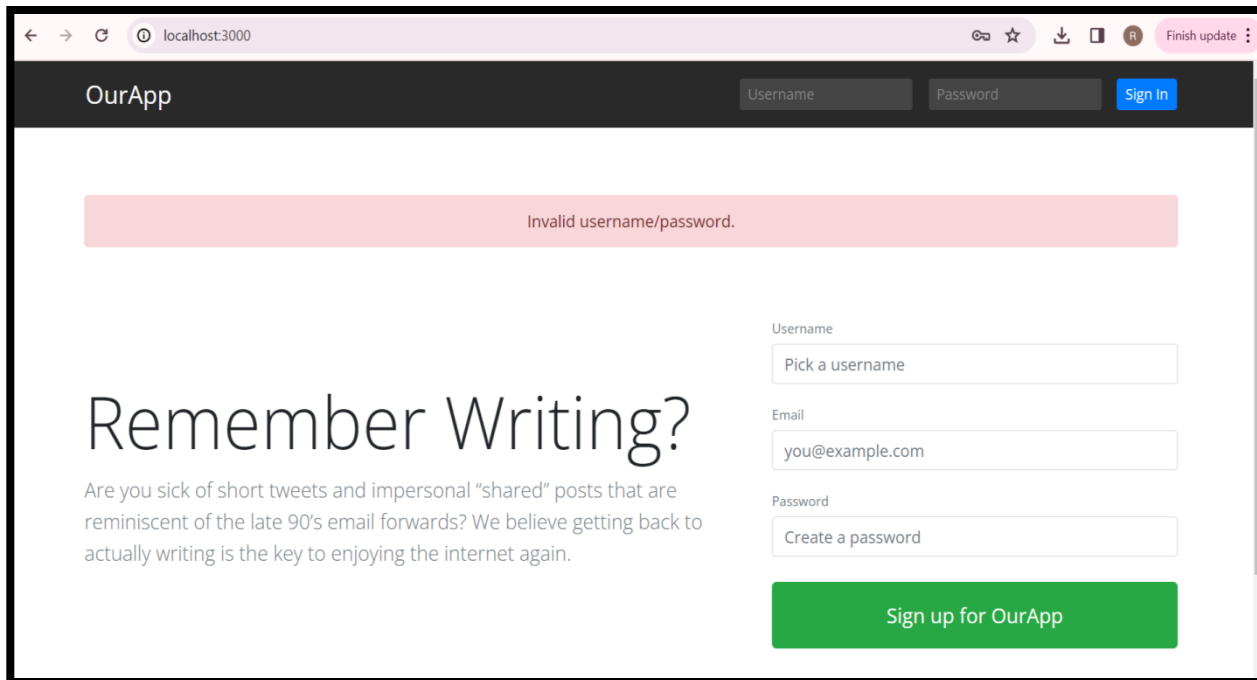 localhost:3000
R
Finish update
OurApp
Username
Password
Sign In
Invalid username/password.
Remember Writing?
Are you sick of short tweets and impersonal “shared” posts that are
reminiscent of the late 90’s email forwards? We believe getting back to
actually writing is the key to enjoying the internet again.
Username
Pick a username
Email
you@example.com
Password
Create a password
Sign up for OurApp